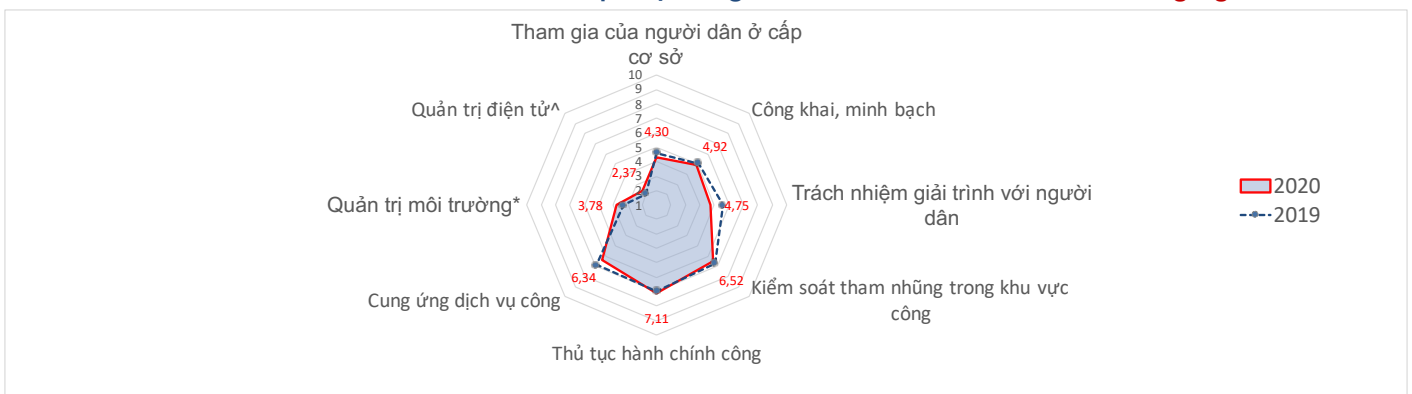 Tham gia của người dân ở cấp
cơ sở
10
9
8
7
6
5
4
3
2
1
Quản trị điện tử^
Công khai, minh bạch
4,30
4,92
2,37
Quản trị môi trường*
3,78
4,75
Trách nhiệm giải trình với người
dân
2020
2019
6,34
6,52
Cung ứng dịch vụ công
Kiểm soát tham nhũng trong khu vực
công
7,11
Thủ tục hành chính công